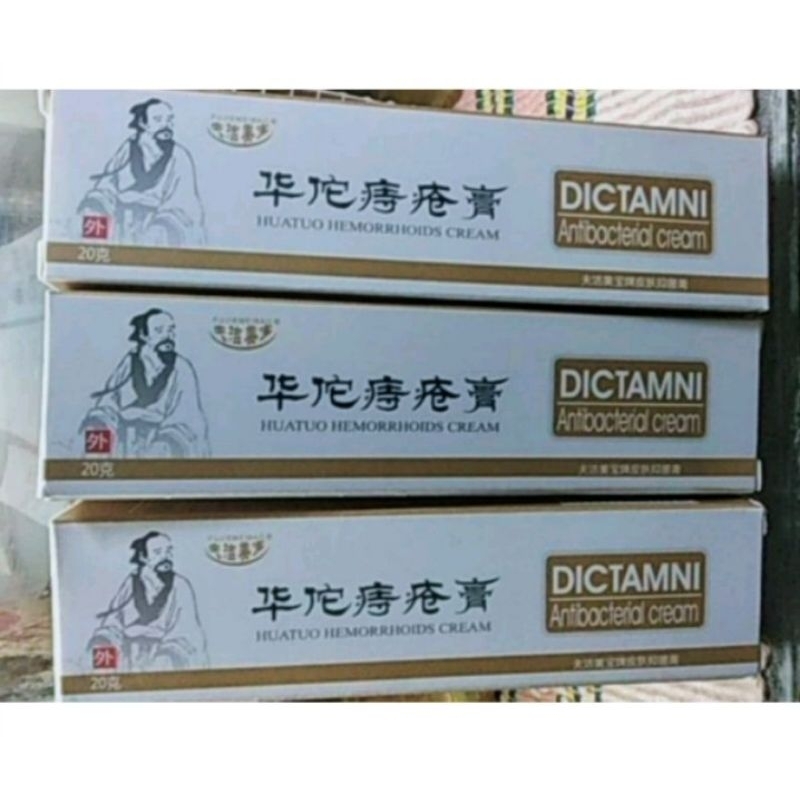 华佗痔疮膏
HUATUO HEMORRHOIDS CREAM
DICTAMNI
Antibacterial cream
外
20克
华佗痔疮膏
HUATUO HEMORRHOIDS CREAM
DICTAMNI
Antibacterial cream
外
20克
华佗痔疮膏
HUATUO HEMORRHOIDS CREAM
DICTAMNI
Antibacterial cream
外
20克